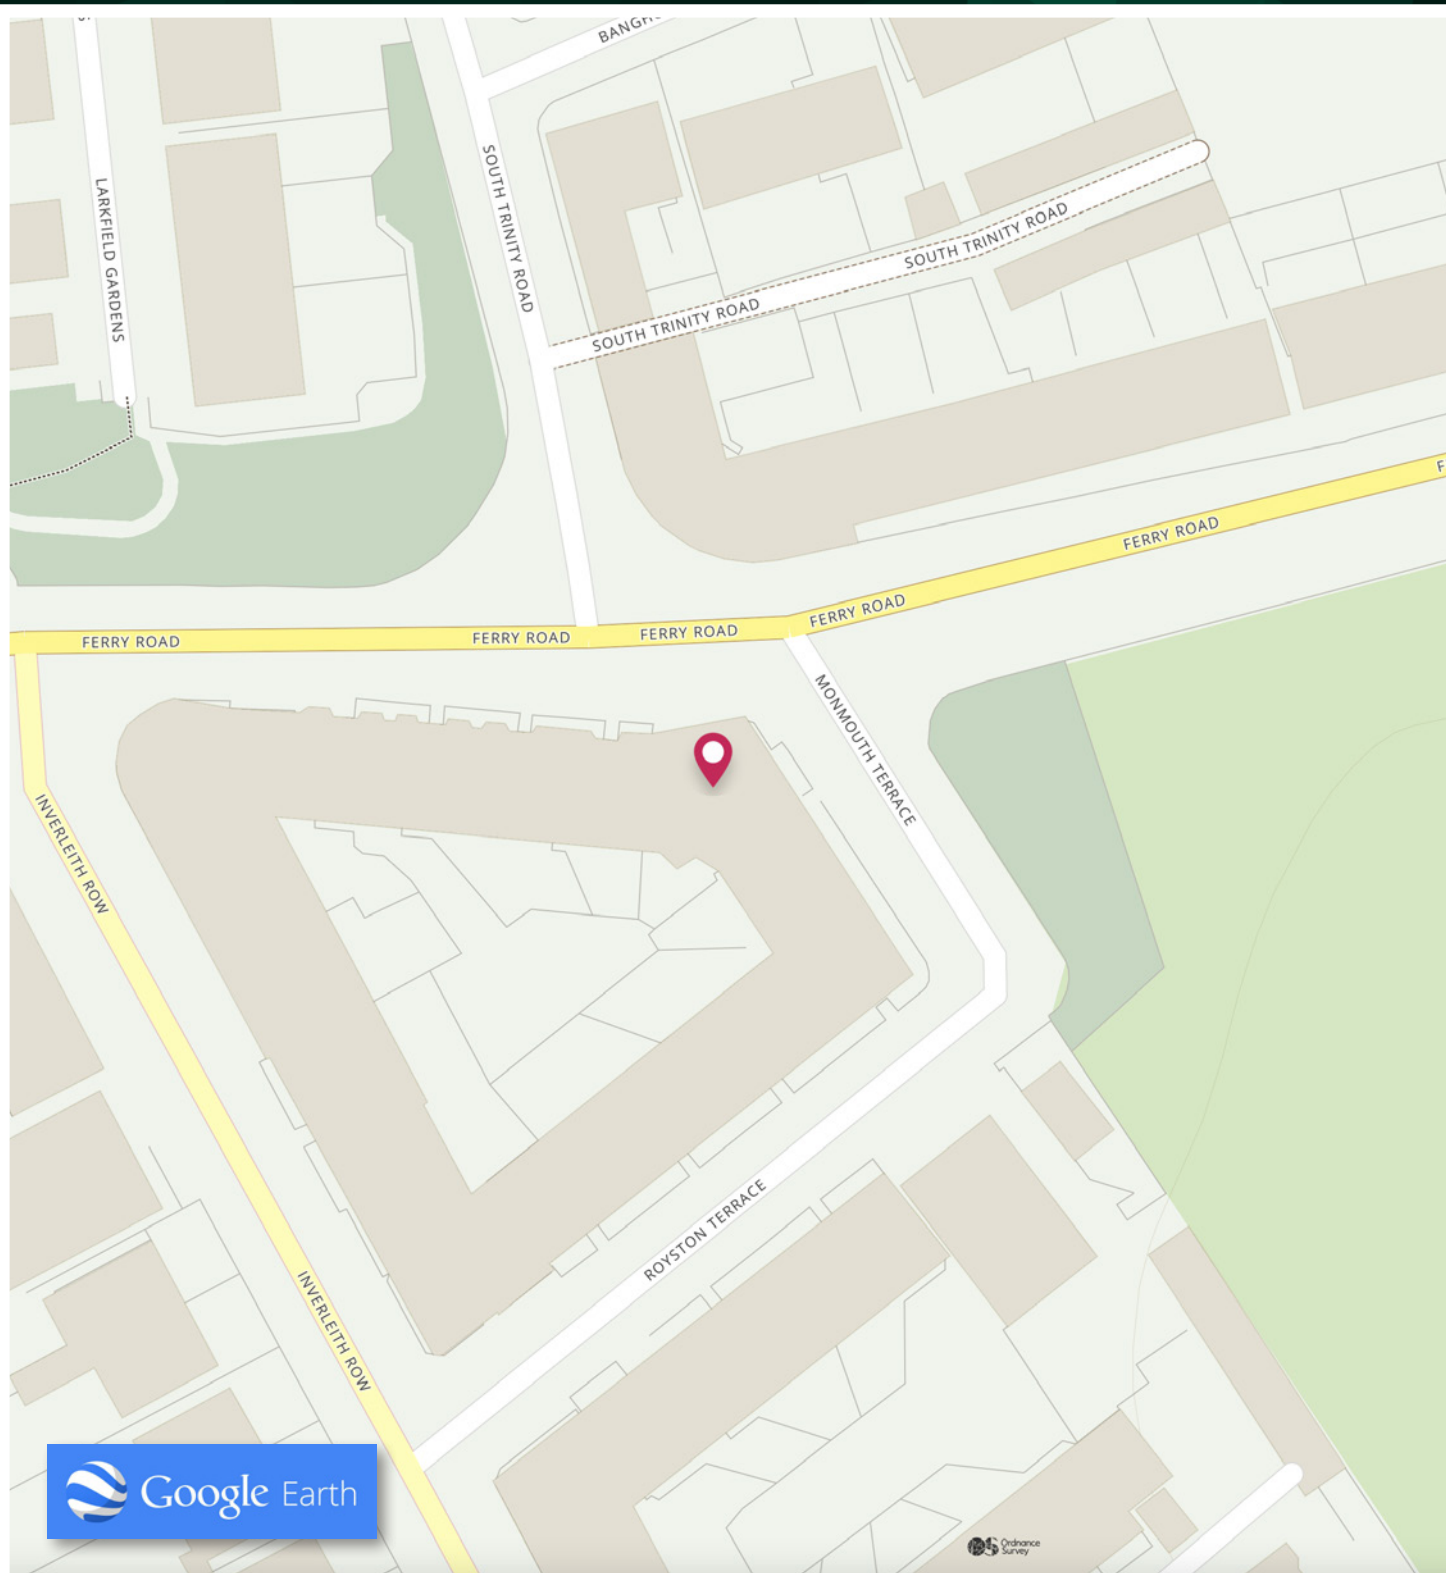 SOUTH TRINITY ROAD
LARKFIELD GARDENS
SOUTH TRINITY ROAD
SOUTH TRINITY ROAD
FERRY ROAD
FERRY ROAD
FERRY ROAD
FERRY ROAD
FERRY ROAD
MONMOUTH TERRACE
INVERLEITH ROW
ROYSTON TERRACE
INVERLEITH ROW
Google Earth
Ordnance
Survey